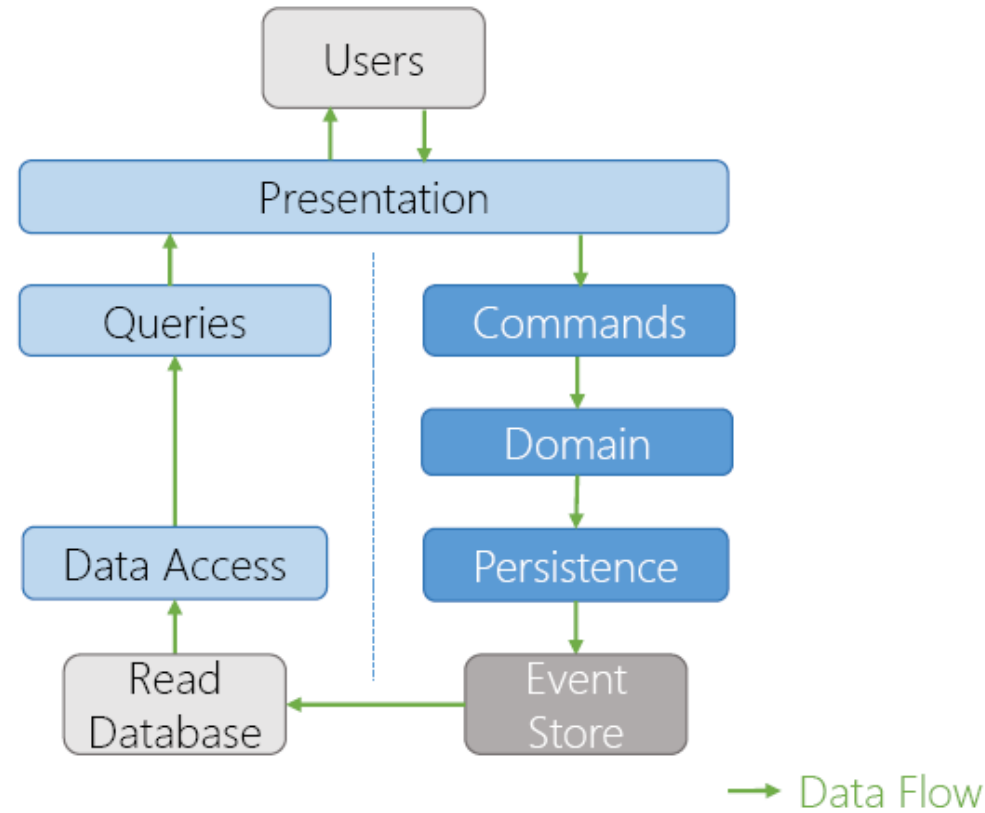 Users
Presentation
Queries
Commands
Domain
Data Access
Persistence
Read
Database
Event
Store
Data Flow